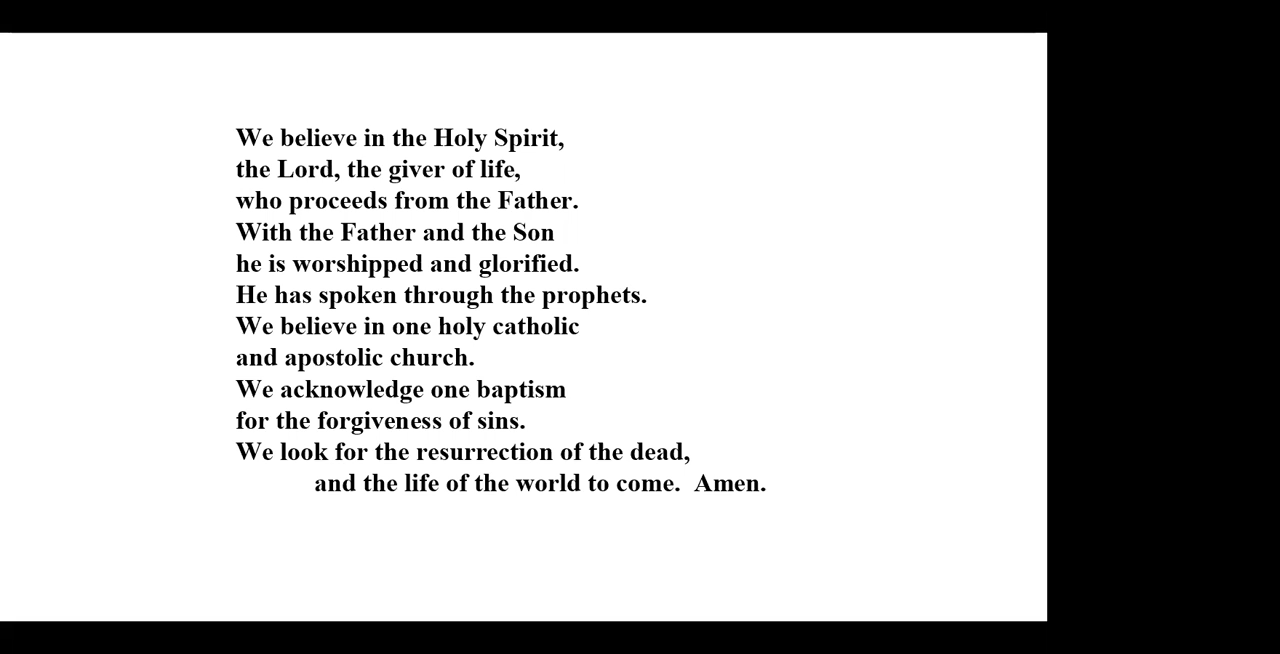 We believe in the Holy Spirit,
the Lord, the giver of life,
who proceeds from the Father.
With the Father and the Son
he is worshipped and glorified.
He has spoken through the prophets.
We believe in one holy catholic
and apostolic church.
We acknowledge one baptism
for the forgiveness of sins.
We look for the resurrection of the dead,
and the life of the world to come.  Amen.